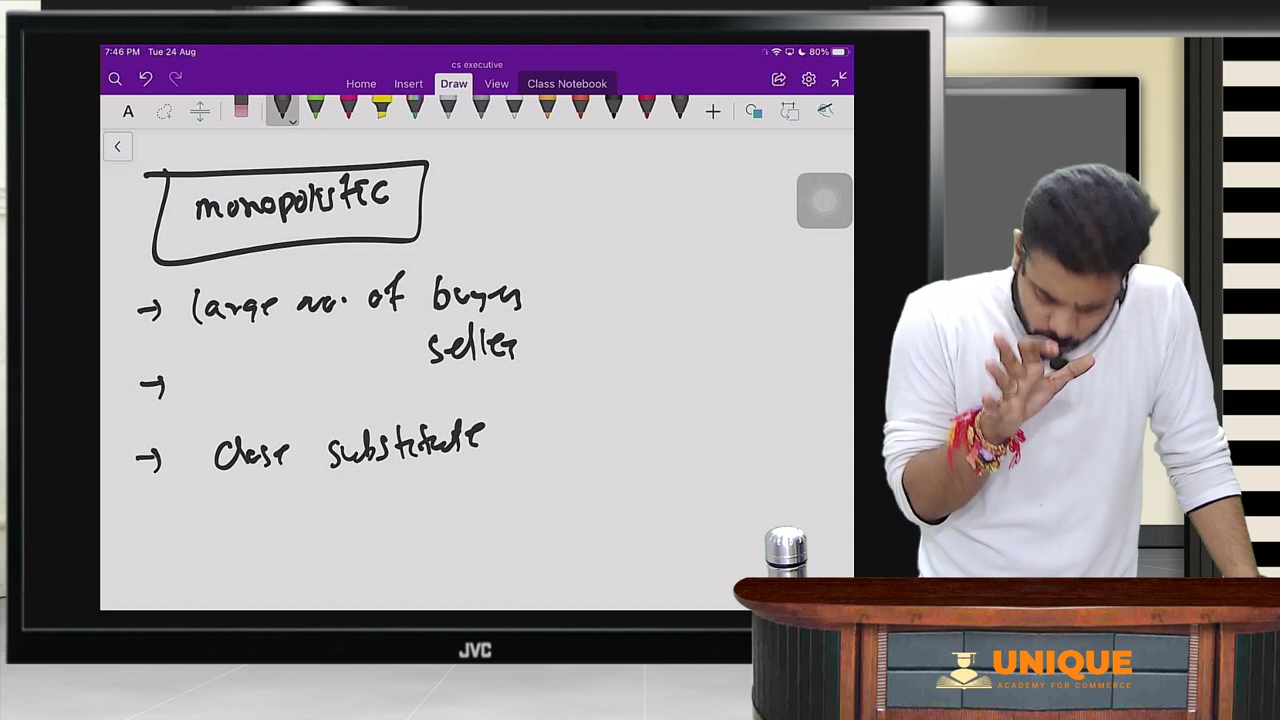 7:46 PM Tue 24 Aug
80%
cs executive
Home Insert Draw View Class Notebook
A
monopolistic
→ large no. of buyers
seller
→
→ Close substitute
JVC
UNIQUE
ACADEMY FOR COMMERCE